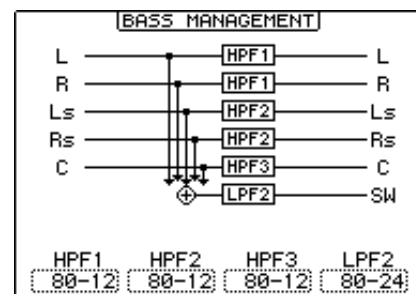 BASS MANAGEMENT
L HPF1 L
R HPF1 R
Ls HPF2 Ls
Rs HPF2 Rs
C HPF3 C
LPF2 SW
HPF1 HPF2 HPF3 LPF2
80-12 80-12 80-12 80-24